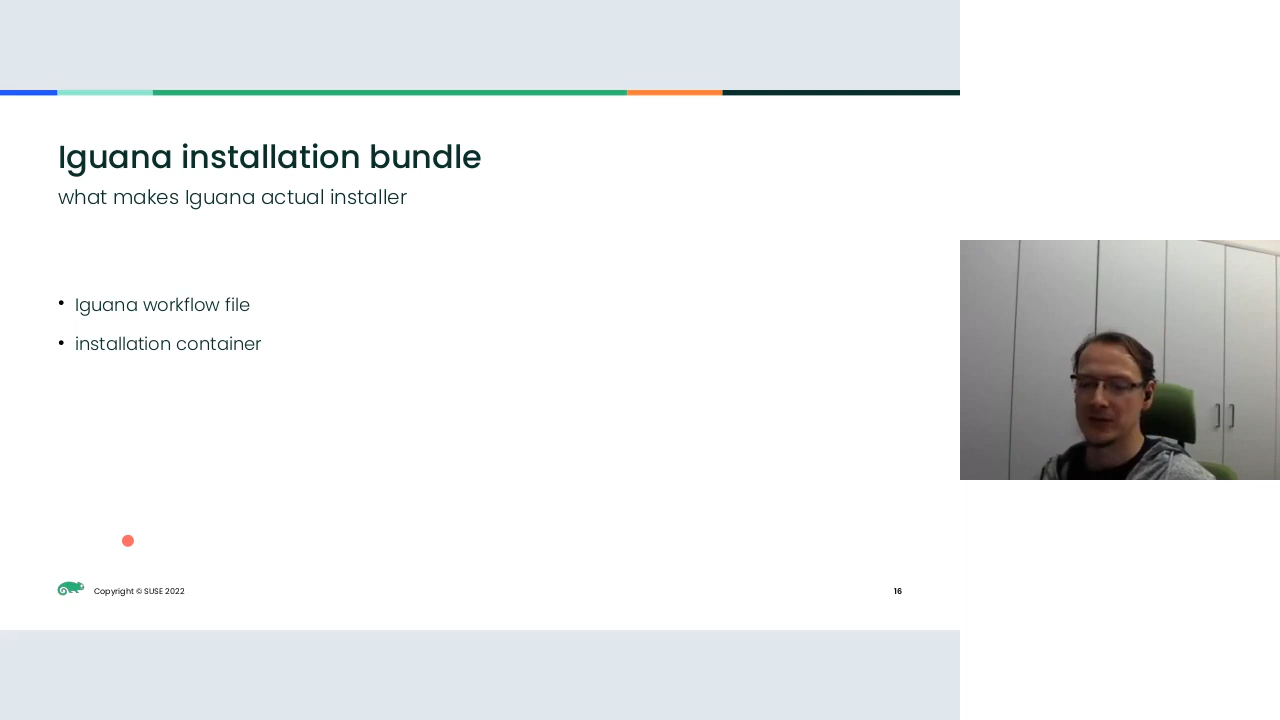 Iguana installation bundle
what makes Iguana actual installer
• Iguana workflow file
• installation container
Copyright © SUSE 2022
16